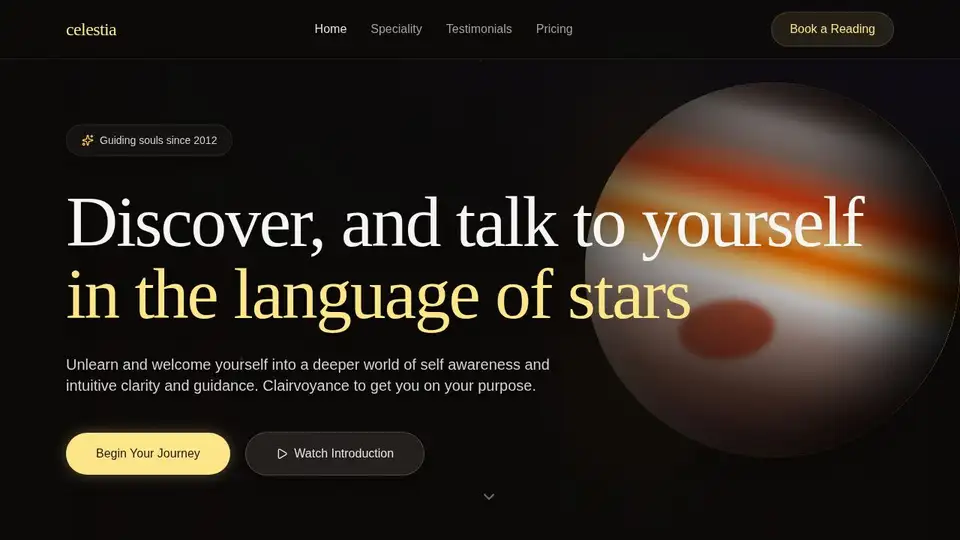 celestia
Home
Speciality
Testimonials
Pricing
Book a Reading
Guiding souls since 2012
Discover, and talk to yourself
in the language of stars
Unlearn and welcome yourself into a deeper world of self awareness and
intuitive clarity and guidance. Clairvoyance to get you on your purpose.
Begin Your Journey
Watch Introduction